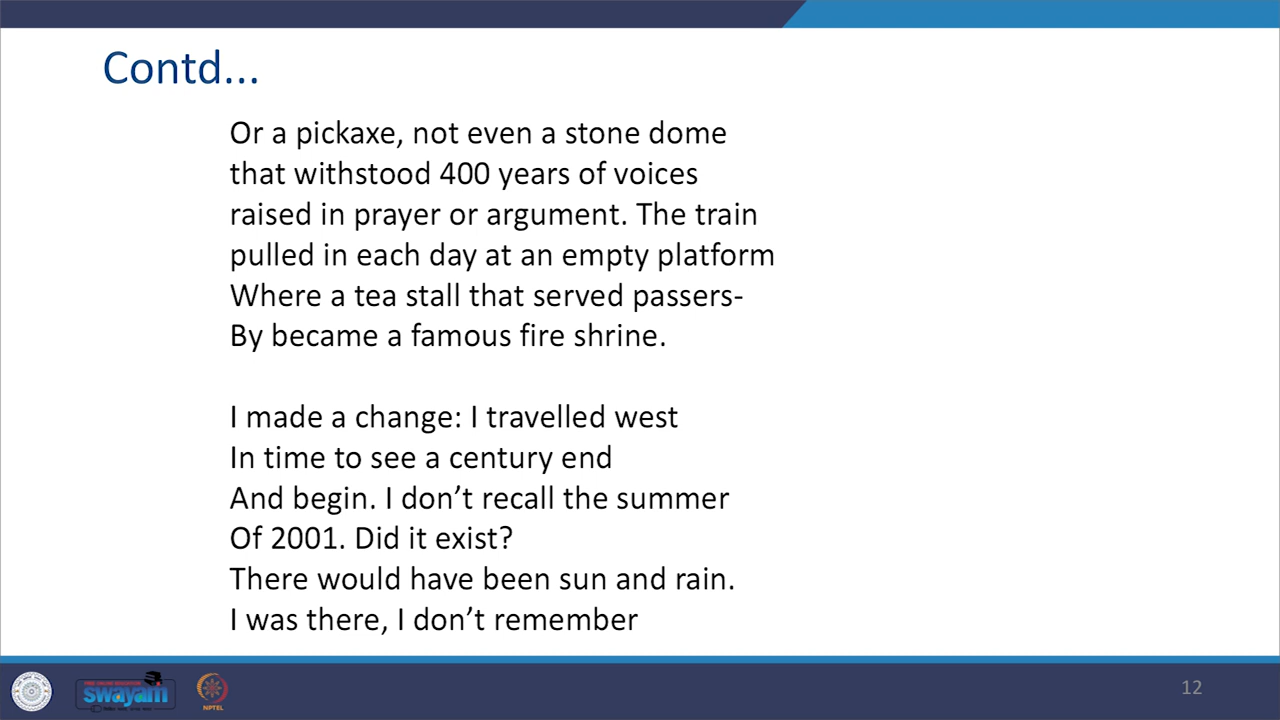 Contd...
Or a pickaxe, not even a stone dome
that withstood 400 years of voices
raised in prayer or argument. The train
pulled in each day at an empty platform
Where a tea stall that served passers-
By became a famous fire shrine.
I made a change: I travelled west
In time to see a century end
And begin. I don’t recall the summer
Of 2001. Did it exist?
There would have been sun and rain.
I was there, I don’t remember
swayam
NPTEL
12